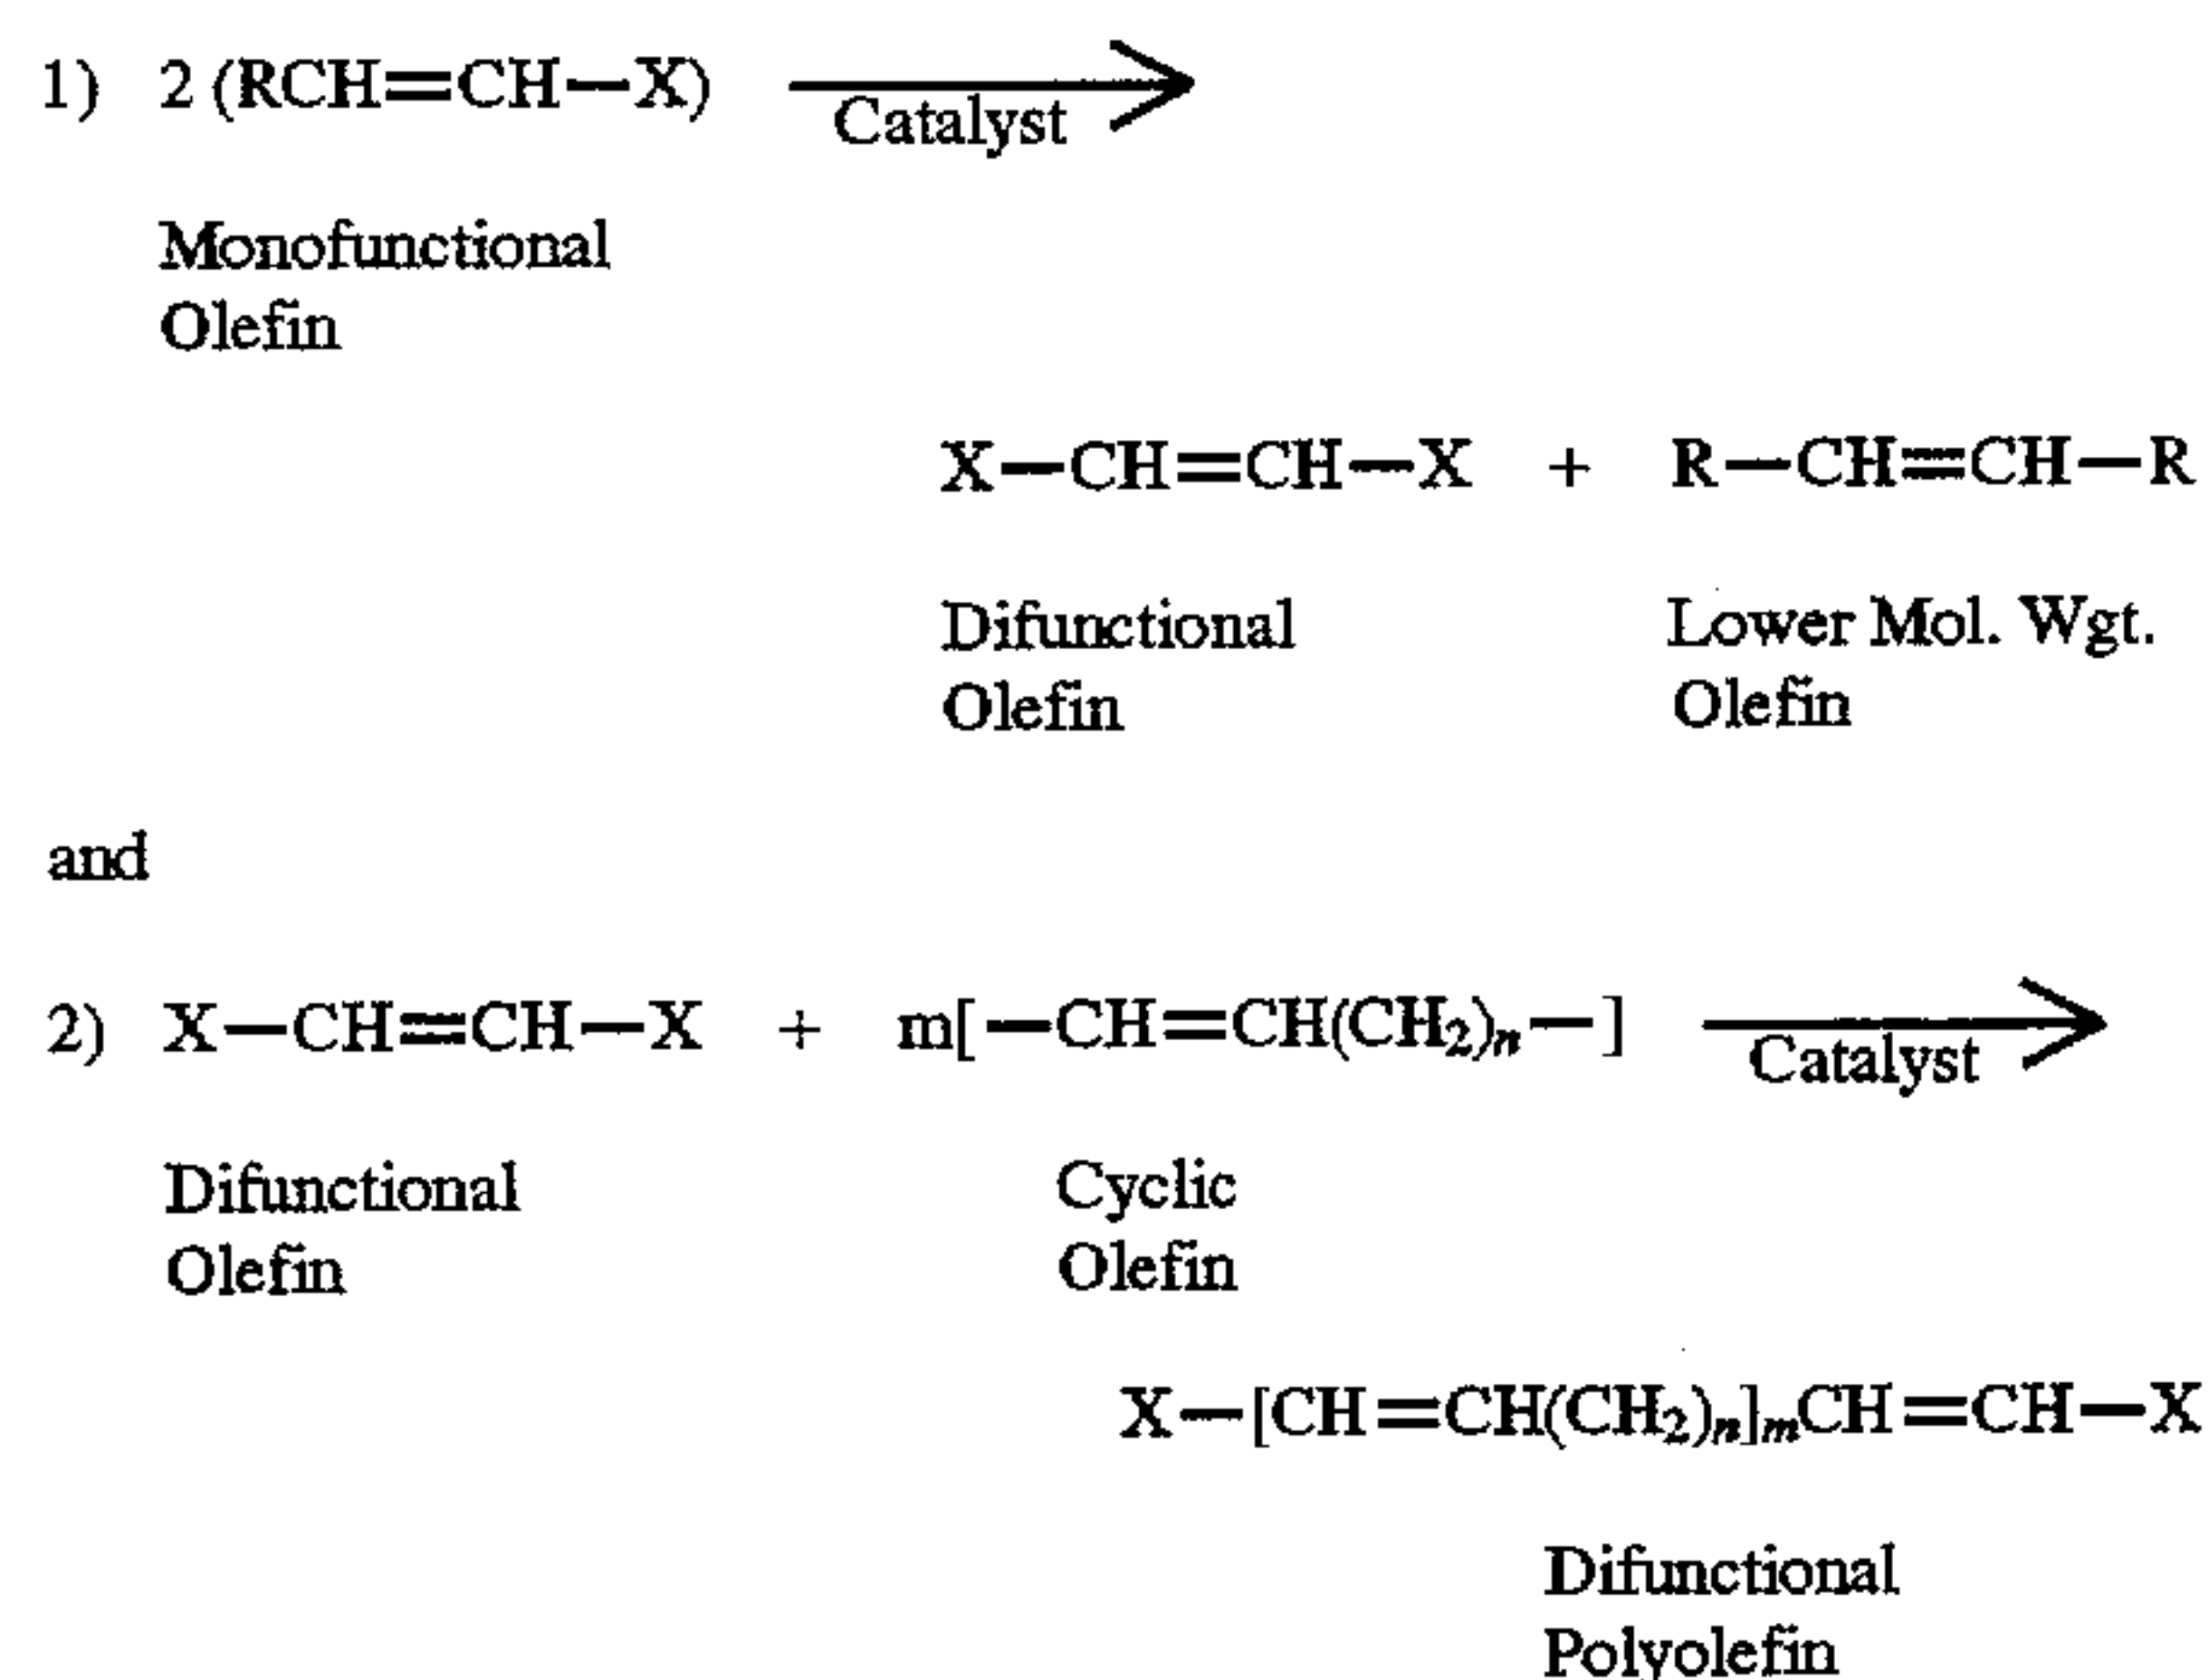 1) 2 (RCH=CH—X) Catalyst
Monofunctional
Olefin
X—CH=CH—X + R—CH=CH—R
Difunctional Lower Mol. Wgt.
Olefin Olefin
and
2) X—CH=CH—X + m[—CH=CH(CH₂)ₙ—] Catalyst
Difunctional Cyclic
Olefin Olefin
X—[CH=CH(CH₂)ₙ]ₘCH=CH—X
Difunctional
Polyolefin